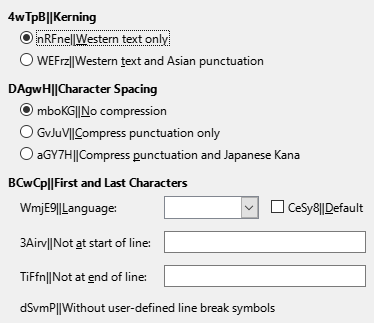 4wTpB||Kerning
nRFne||Western text only
WEFrz||Western text and Asian punctuation
DAgwH||Character Spacing
mboKG||No compression
GvJuV||Compress punctuation only
aGY7H||Compress punctuation and Japanese Kana
BCwCp||First and Last Characters
WmjE9||Language: CeSy8||Default
3Airv||Not at start of line:
TiFfn||Not at end of line:
dSvmP||Without user-defined line break symbols